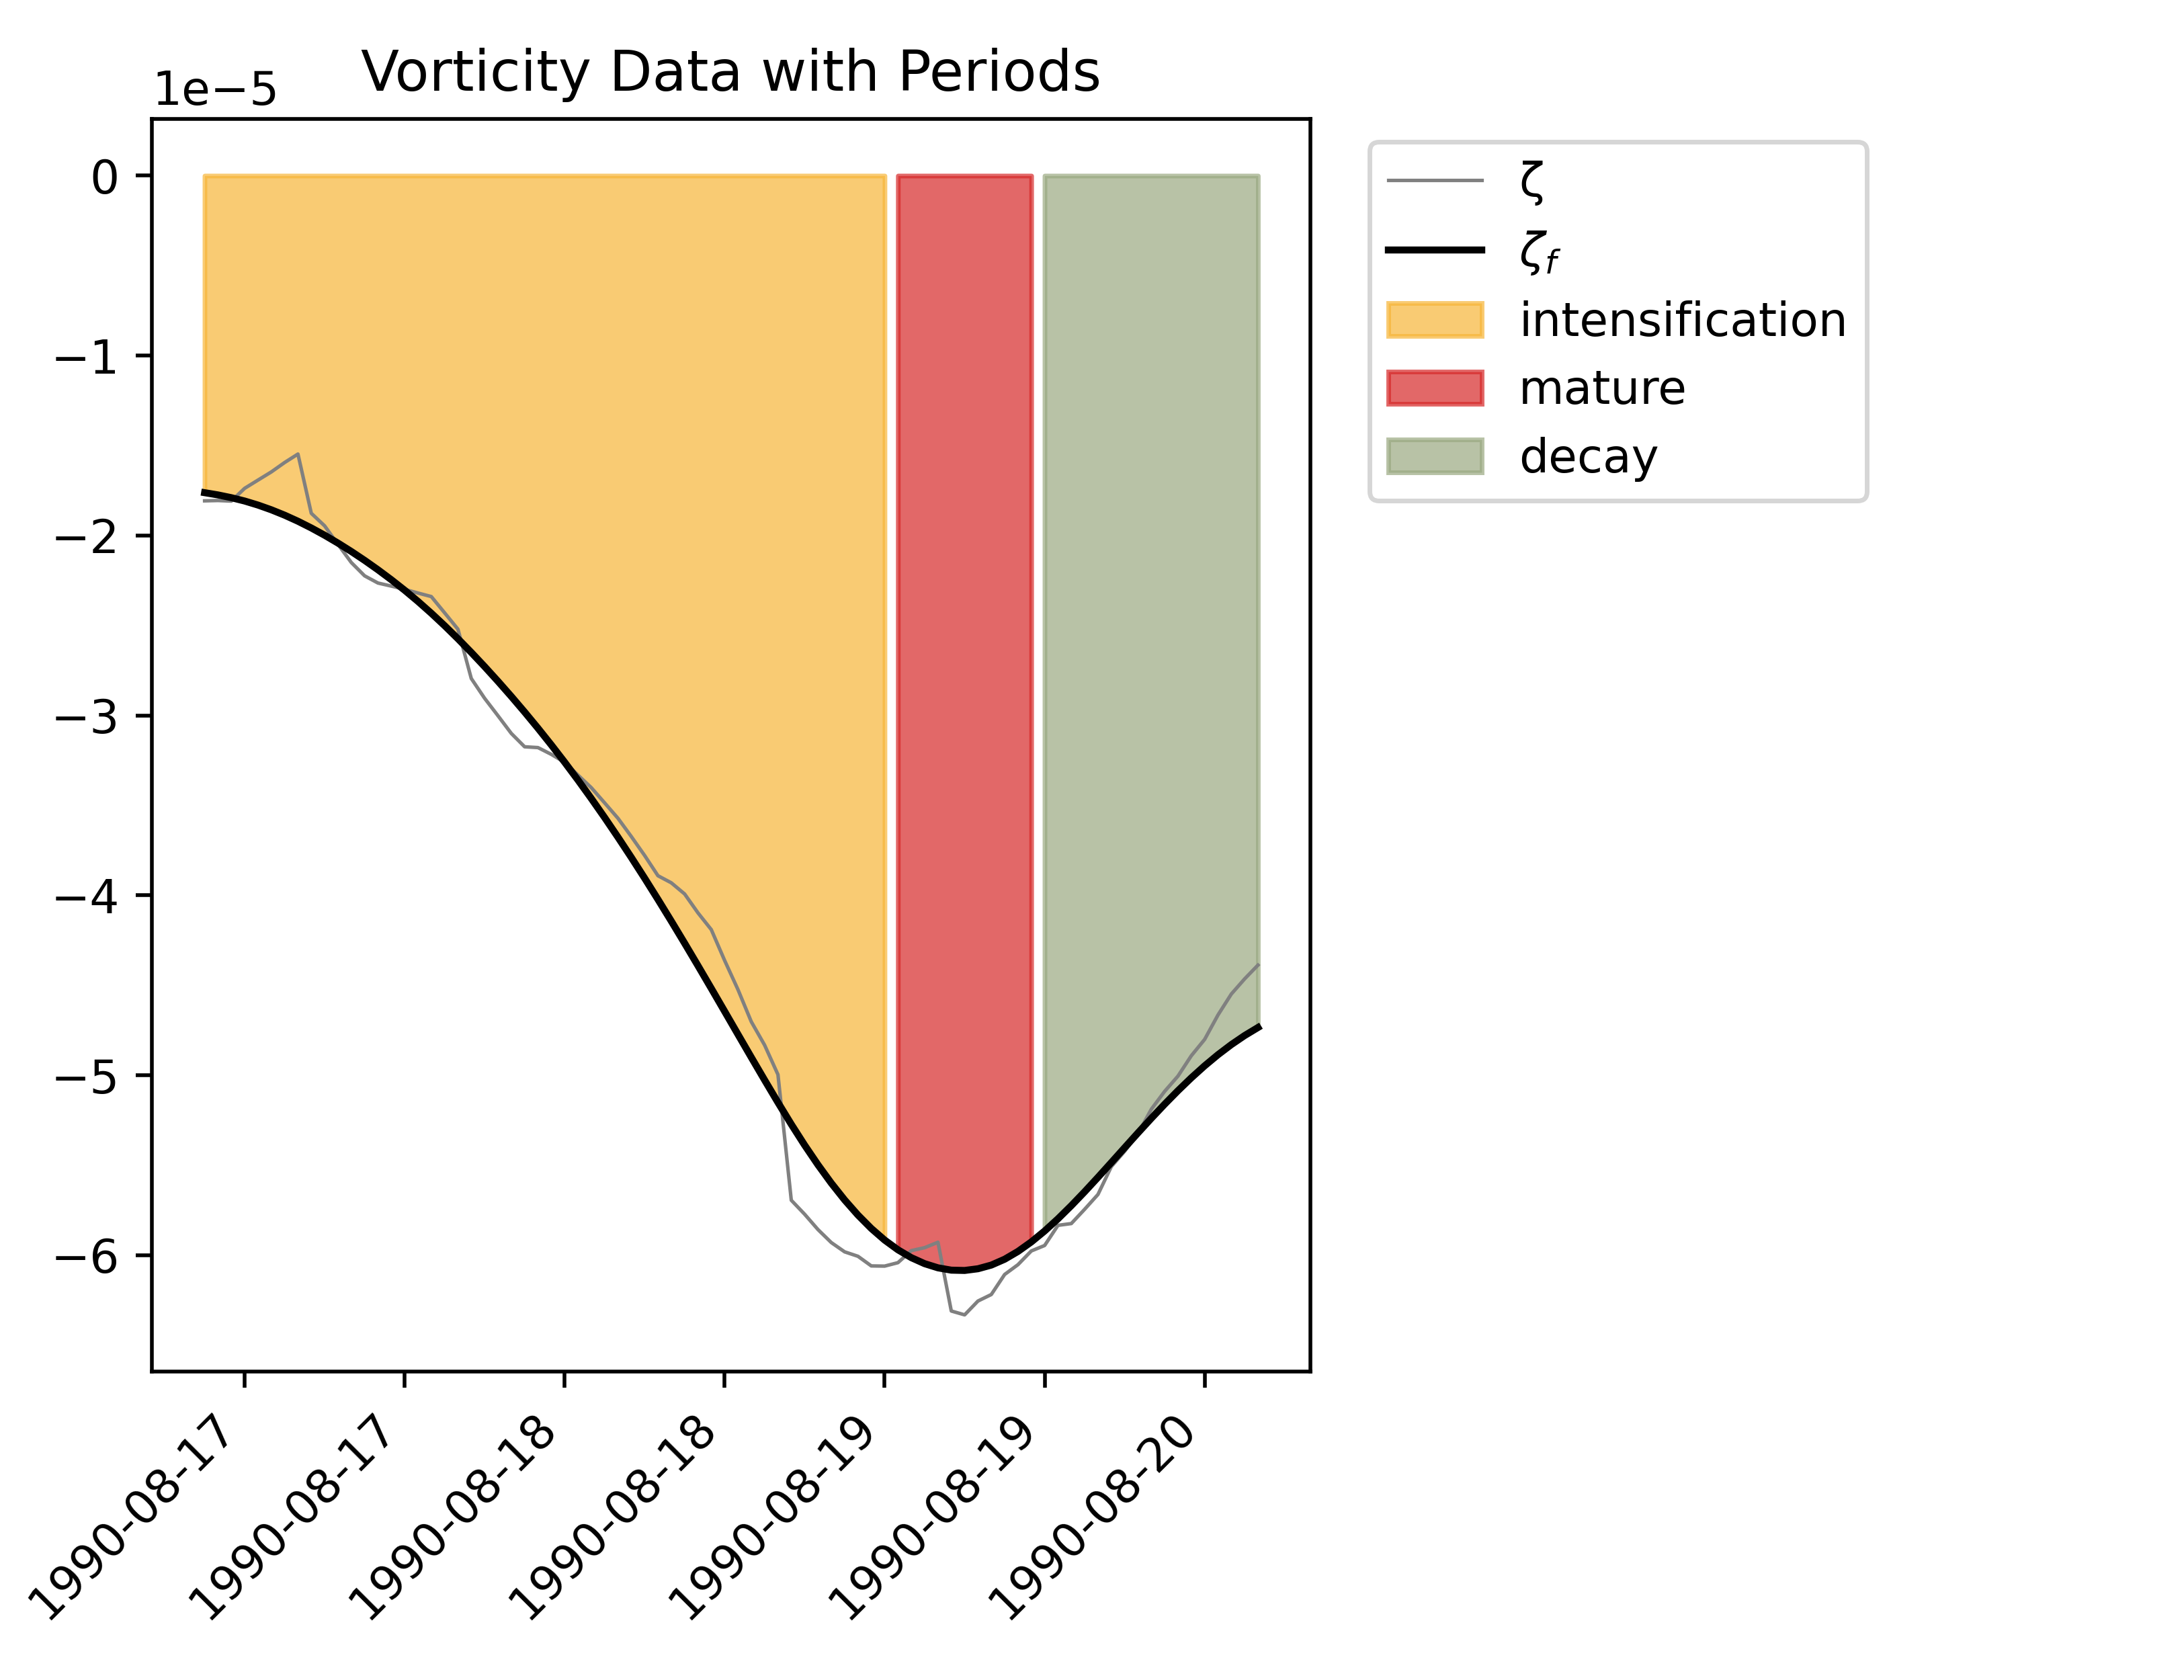 Vorticity Data with Periods
1e−5
0
−1
−2
−3
−4
−5
−6
1990-08-17
1990-08-17
1990-08-18
1990-08-18
1990-08-19
1990-08-19
1990-08-20
ζ
ζf
intensification
mature
decay